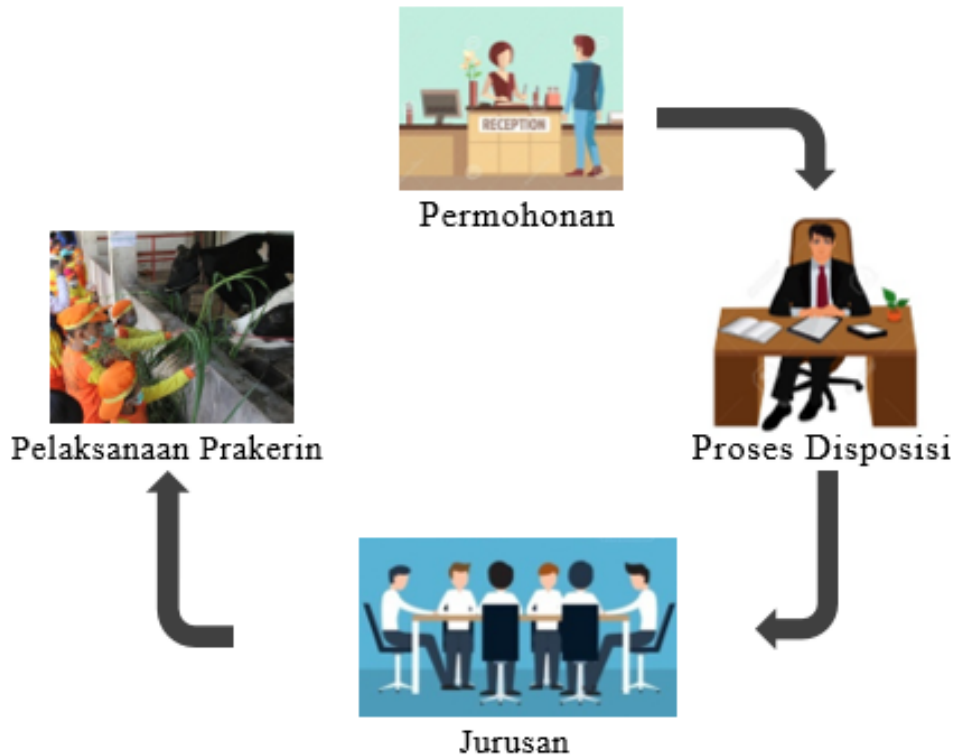 RECEPTION
Permohonan
Proses Disposisi
Jurusan
Pelaksanaan Prakerin